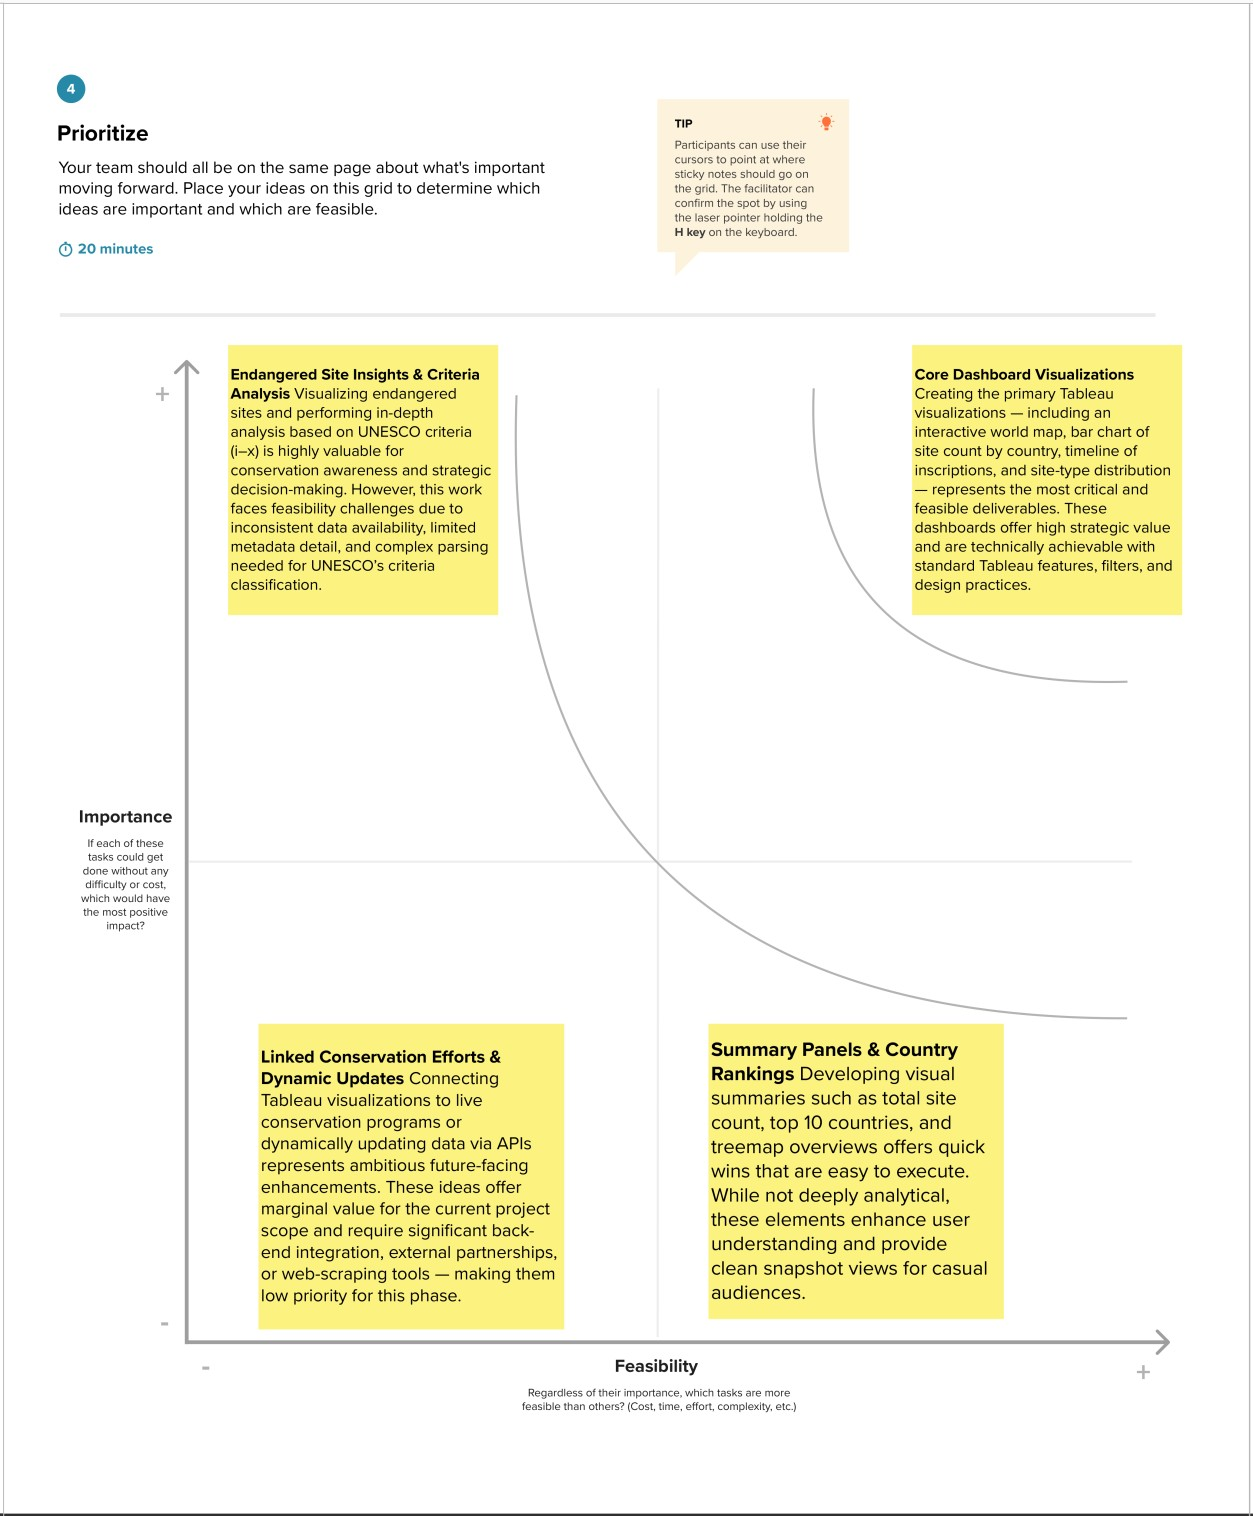 4
Prioritize
Your team should all be on the same page about what's important
moving forward. Place your ideas on this grid to determine which
ideas are important and which are feasible.
20 minutes
TIP
Participants can use their
cursors to point at where
sticky notes should go on
the grid. The facilitator can
confirm the spot by using
the laser pointer holding the
H key on the keyboard.
+
Endangered Site Insights & Criteria
Analysis Visualizing endangered
sites and performing in-depth
analysis based on UNESCO criteria
(i–x) is highly valuable for
conservation awareness and strategic
decision-making. However, this work
faces feasibility challenges due to
inconsistent data availability, limited
metadata detail, and complex parsing
needed for UNESCO’s criteria
classification.
Core Dashboard Visualizations
Creating the primary Tableau
visualizations — including an
interactive world map, bar chart of
site count by country, timeline of
inscriptions, and site-type distribution
— represents the most critical and
feasible deliverables. These
dashboards offer high strategic value
and are technically achievable with
standard Tableau features, filters, and
design practices.
Importance
If each of these
tasks could get
done without any
difficulty or cost,
which would have
the most positive
impact?
Linked Conservation Efforts &
Dynamic Updates Connecting
Tableau visualizations to live
conservation programs or
dynamically updating data via APIs
represents ambitious future-facing
enhancements. These ideas offer
marginal value for the current project
scope and require significant back-
end integration, external partnerships,
or web-scraping tools — making them
low priority for this phase.
Summary Panels & Country
Rankings Developing visual
summaries such as total site
count, top 10 countries, and
treemap overviews offers quick
wins that are easy to execute.
While not deeply analytical,
these elements enhance user
understanding and provide
clean snapshot views for casual
audiences.
-
-
Feasibility
+
Regardless of their importance, which tasks are more
feasible than others? (Cost, time, effort, complexity, etc.)